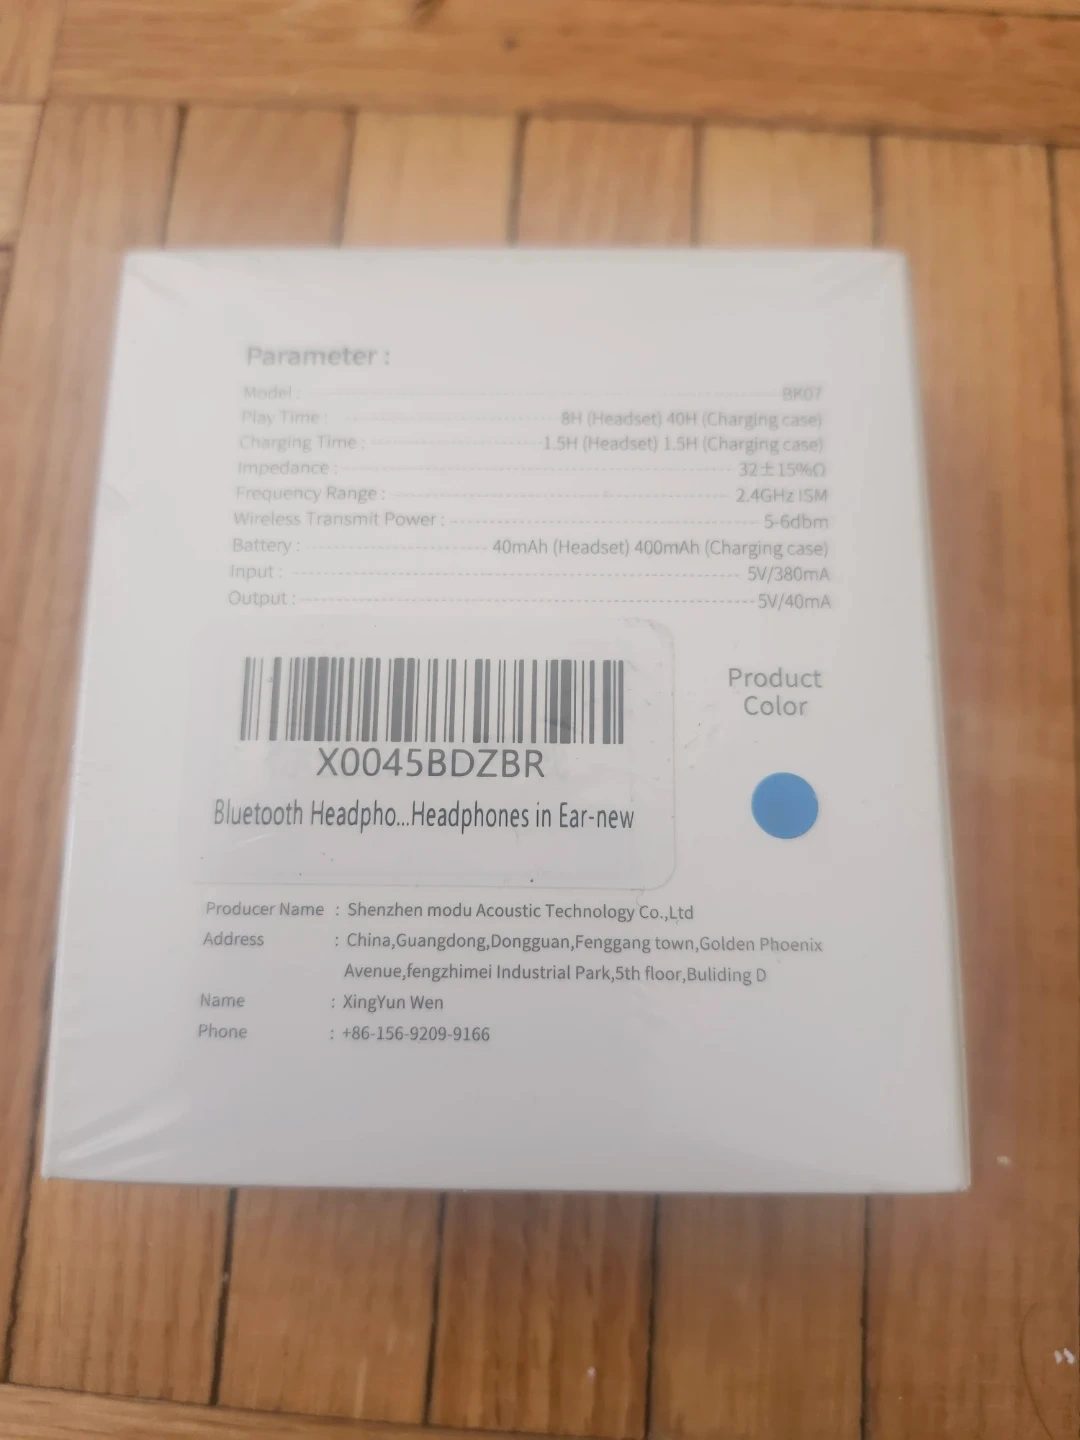 Parameter :
Model : BK07
Play Time : 8H (Headset) 40H (Charging case)
Charging Time : 1.5H (Headset) 1.5H (Charging case)
Impedance : 32±15%Ω
Frequency Range : 2.4GHz ISM
Wireless Transmit Power : 5-6dbm
Battery : 40mAh (Headset) 400mAh (Charging case)
Input : 5V/380mA
Output : 5V/40mA
X0045BDZBR
Bluetooth Headpho...Headphones in Ear-new
Product
Color
Producer Name : Shenzhen modu Acoustic Technology Co.,Ltd
Address : China,Guangdong,Dongguan,Fenggang town,Golden Phoenix
Avenue,fengzhimei Industrial Park,5th floor,Buliding D
Name : XingYun Wen
Phone : +86-156-9209-9166